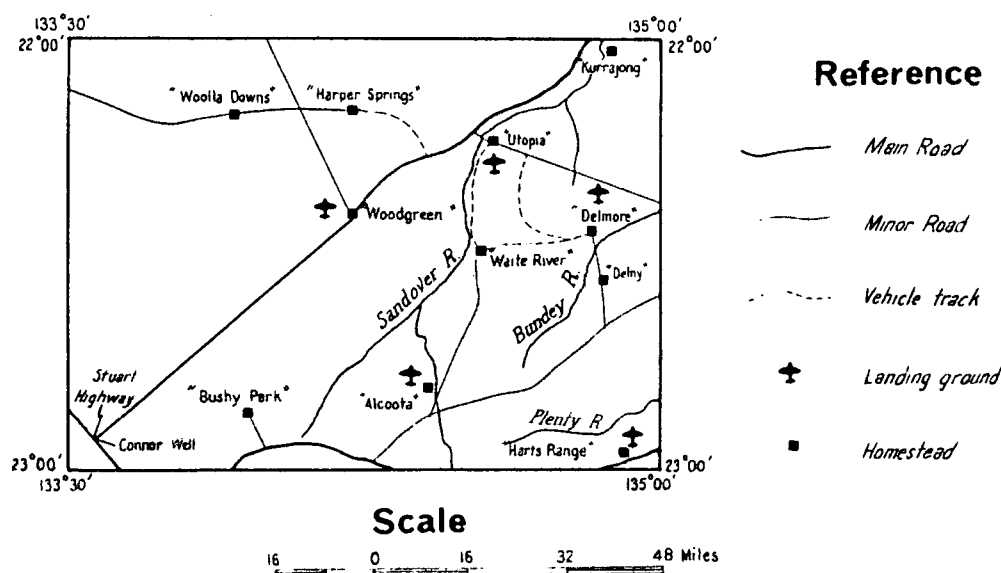 133°30'
135°00'
22°00'
22°00'
"Kurrajong"
"Woolla Downs"
"Harper Springs"
"Utopia"
"Woodgreen"
"Delmore"
"Waite River"
"Delny"
Sandover R.
Bundey R.
Stuart
Highway
"Bushy Park"
"Alcoota"
Plenty R
Connor Well
"Harts Range"
23°00'
23°00'
133°30'
135°00'
Reference
Main Road
Minor Road
Vehicle track
Landing ground
Homestead
Scale
16 0 16 32 48 Miles